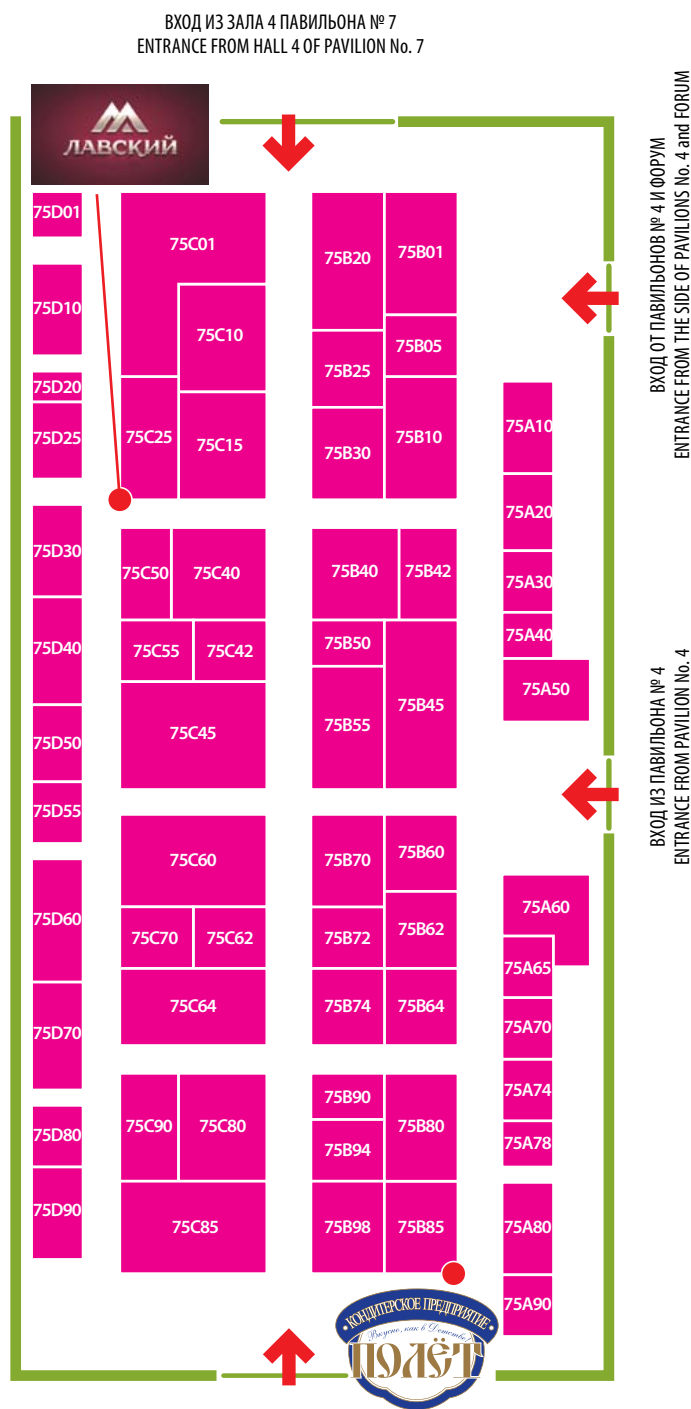 ВХОД ИЗ ЗАЛА 4 ПАВИЛЬОНА № 7
ENTRANCE FROM HALL 4 OF PAVILION No. 7
ЛАВСКИЙ
ВХОД ОТ ПАВИЛЬОНОВ № 4 И ФОРУМ
ENTRANCE FROM THE SIDE OF PAVILIONS No. 4 and FORUM
ВХОД ИЗ ПАВИЛЬОНА № 4
ENTRANCE FROM PAVILION No. 4
75D01
75D10
75D20
75D25
75D30
75D40
75D50
75D55
75D60
75D70
75D80
75D90
75C01
75C10
75C25
75C15
75C50
75C40
75C55
75C42
75C45
75C60
75C70
75C62
75C64
75C90
75C80
75C85
75B20
75B01
75B05
75B25
75B30
75B10
75B40
75B42
75B50
75B45
75B55
75B70
75B60
75B72
75B62
75B74
75B64
75B90
75B80
75B94
75B98
75B85
75A10
75A20
75A30
75A40
75A50
75A60
75A65
75A70
75A74
75A78
75A80
75A90
КОНДИТЕРСКОЕ ПРЕДПРИЯТИЕ
Вкусно, как в Детстве!
ПОЛЁТ